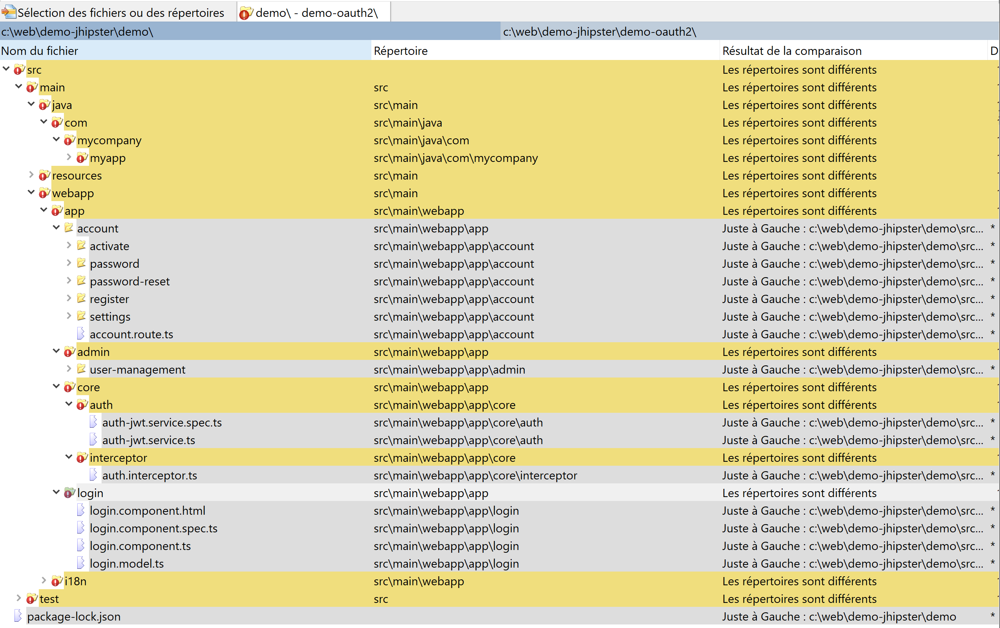 Sélection des fichiers ou des répertoires demo\ - demo-oauth2\
c:\web\demo-jhipster\demo\ c:\web\demo-jhipster\demo-oauth2\
Nom du fichier Répertoire Résultat de la comparaison D
src Les répertoires sont différents
main src Les répertoires sont différents
java src\main Les répertoires sont différents
com src\main\java Les répertoires sont différents
mycompany src\main\java\com Les répertoires sont différents
myapp src\main\java\com\mycompany Les répertoires sont différents
resources src\main Les répertoires sont différents
webapp src\main Les répertoires sont différents
app src\main\webapp Les répertoires sont différents
account src\main\webapp\app Juste à Gauche : c:\web\demo-jhipster\demo\src... *
activate src\main\webapp\app\account Juste à Gauche : c:\web\demo-jhipster\demo\src... *
password src\main\webapp\app\account Juste à Gauche : c:\web\demo-jhipster\demo\src... *
password-reset src\main\webapp\app\account Juste à Gauche : c:\web\demo-jhipster\demo\src... *
register src\main\webapp\app\account Juste à Gauche : c:\web\demo-jhipster\demo\src... *
settings src\main\webapp\app\account Juste à Gauche : c:\web\demo-jhipster\demo\src... *
account.route.ts src\main\webapp\app\account Juste à Gauche : c:\web\demo-jhipster\demo\src... *
admin src\main\webapp\app Les répertoires sont différents
user-management src\main\webapp\app\admin Juste à Gauche : c:\web\demo-jhipster\demo\src... *
core src\main\webapp\app Les répertoires sont différents
auth src\main\webapp\app\core Les répertoires sont différents
auth-jwt.service.spec.ts src\main\webapp\app\core\auth Juste à Gauche : c:\web\demo-jhipster\demo\src... *
auth-jwt.service.ts src\main\webapp\app\core\auth Juste à Gauche : c:\web\demo-jhipster\demo\src... *
interceptor src\main\webapp\app\core Les répertoires sont différents
auth.interceptor.ts src\main\webapp\app\core\interceptor Juste à Gauche : c:\web\demo-jhipster\demo\src... *
login src\main\webapp\app Les répertoires sont différents
login.component.html src\main\webapp\app\login Juste à Gauche : c:\web\demo-jhipster\demo\src... *
login.component.spec.ts src\main\webapp\app\login Juste à Gauche : c:\web\demo-jhipster\demo\src... *
login.component.ts src\main\webapp\app\login Juste à Gauche : c:\web\demo-jhipster\demo\src... *
login.model.ts src\main\webapp\app\login Juste à Gauche : c:\web\demo-jhipster\demo\src... *
i18n src\main\webapp Les répertoires sont différents
test src Les répertoires sont différents
package-lock.json Juste à Gauche : c:\web\demo-jhipster\demo *